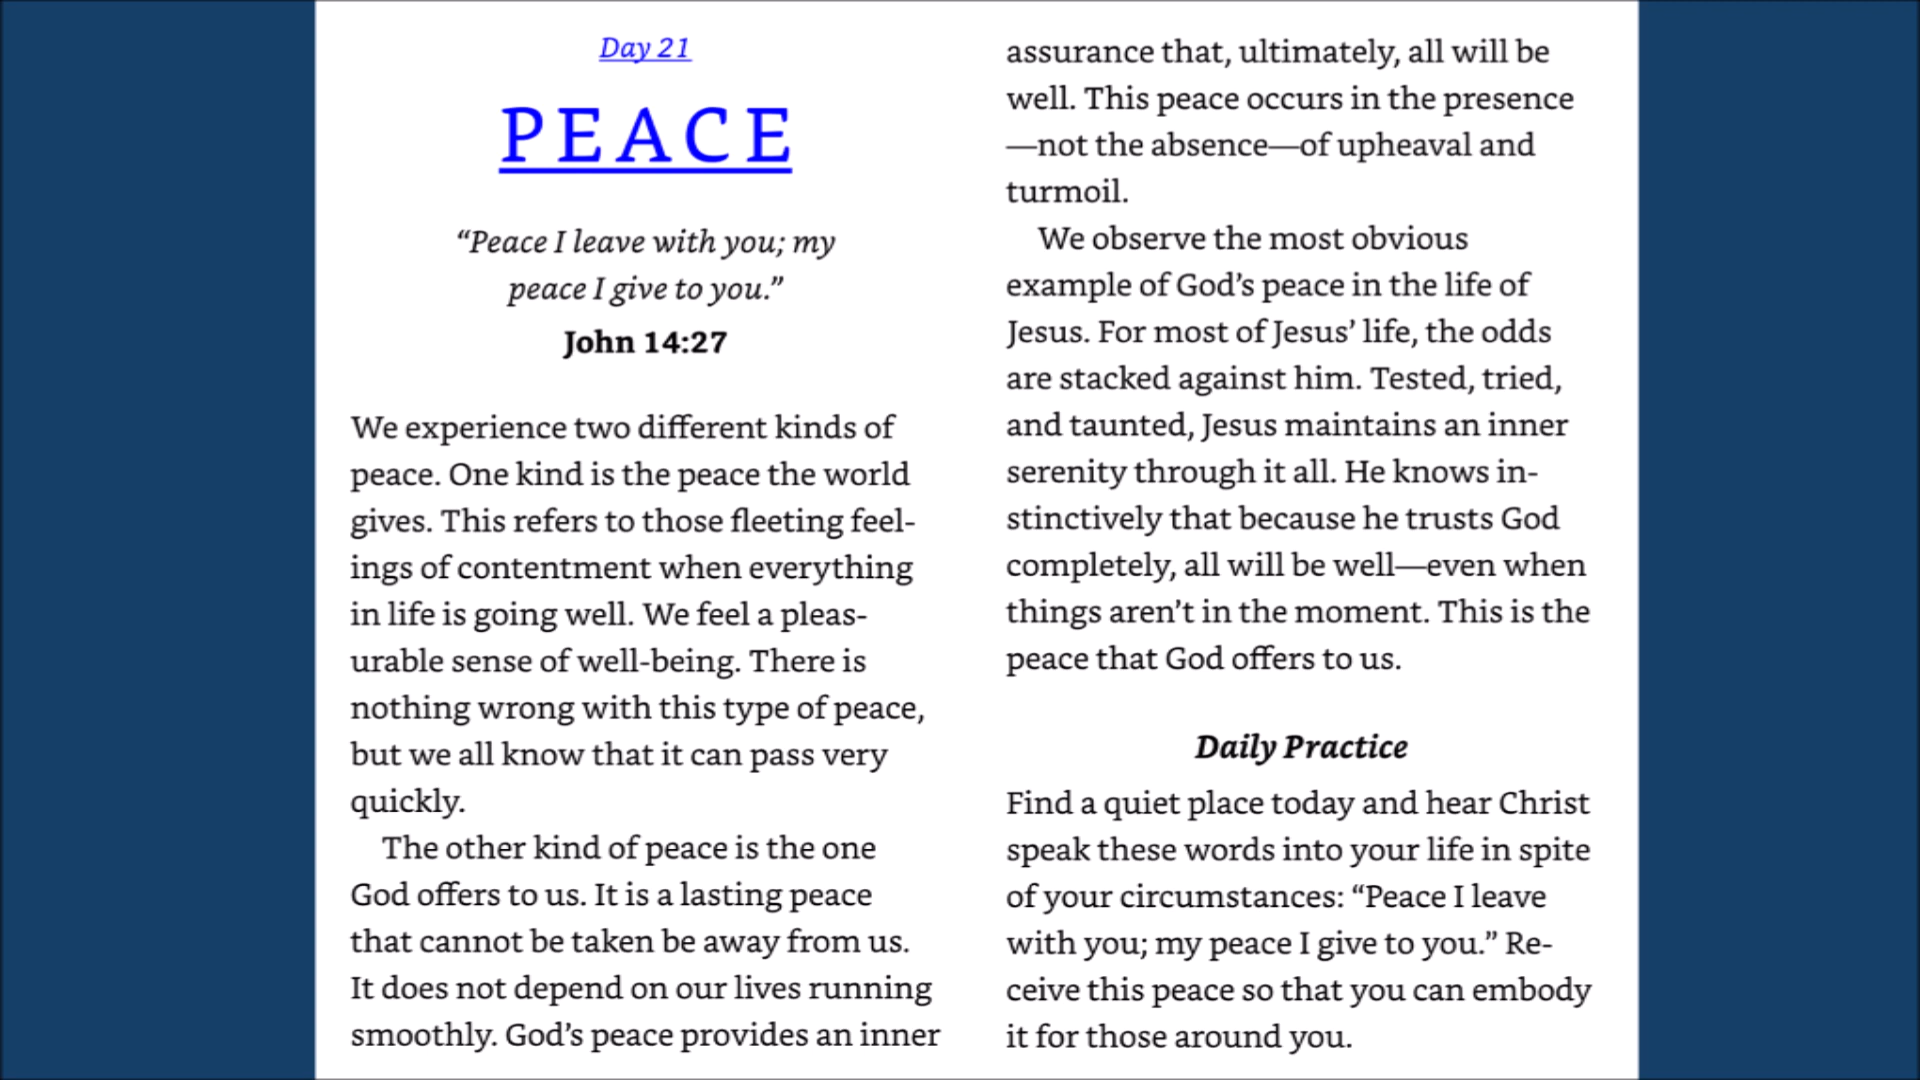 Day 21
PEACE
“Peace I leave with you; my
peace I give to you.”
John 14:27
We experience two different kinds of
peace. One kind is the peace the world
gives. This refers to those fleeting feel-
ings of contentment when everything
in life is going well. We feel a pleas-
urable sense of well-being. There is
nothing wrong with this type of peace,
but we all know that it can pass very
quickly.
The other kind of peace is the one
God offers to us. It is a lasting peace
that cannot be taken be away from us.
It does not depend on our lives running
smoothly. God’s peace provides an inner
assurance that, ultimately, all will be
well. This peace occurs in the presence
—not the absence—of upheaval and
turmoil.
We observe the most obvious
example of God’s peace in the life of
Jesus. For most of Jesus’ life, the odds
are stacked against him. Tested, tried,
and taunted, Jesus maintains an inner
serenity through it all. He knows in-
stinctively that because he trusts God
completely, all will be well—even when
things aren’t in the moment. This is the
peace that God offers to us.
Daily Practice
Find a quiet place today and hear Christ
speak these words into your life in spite
of your circumstances: “Peace I leave
with you; my peace I give to you.” Re-
ceive this peace so that you can embody
it for those around you.